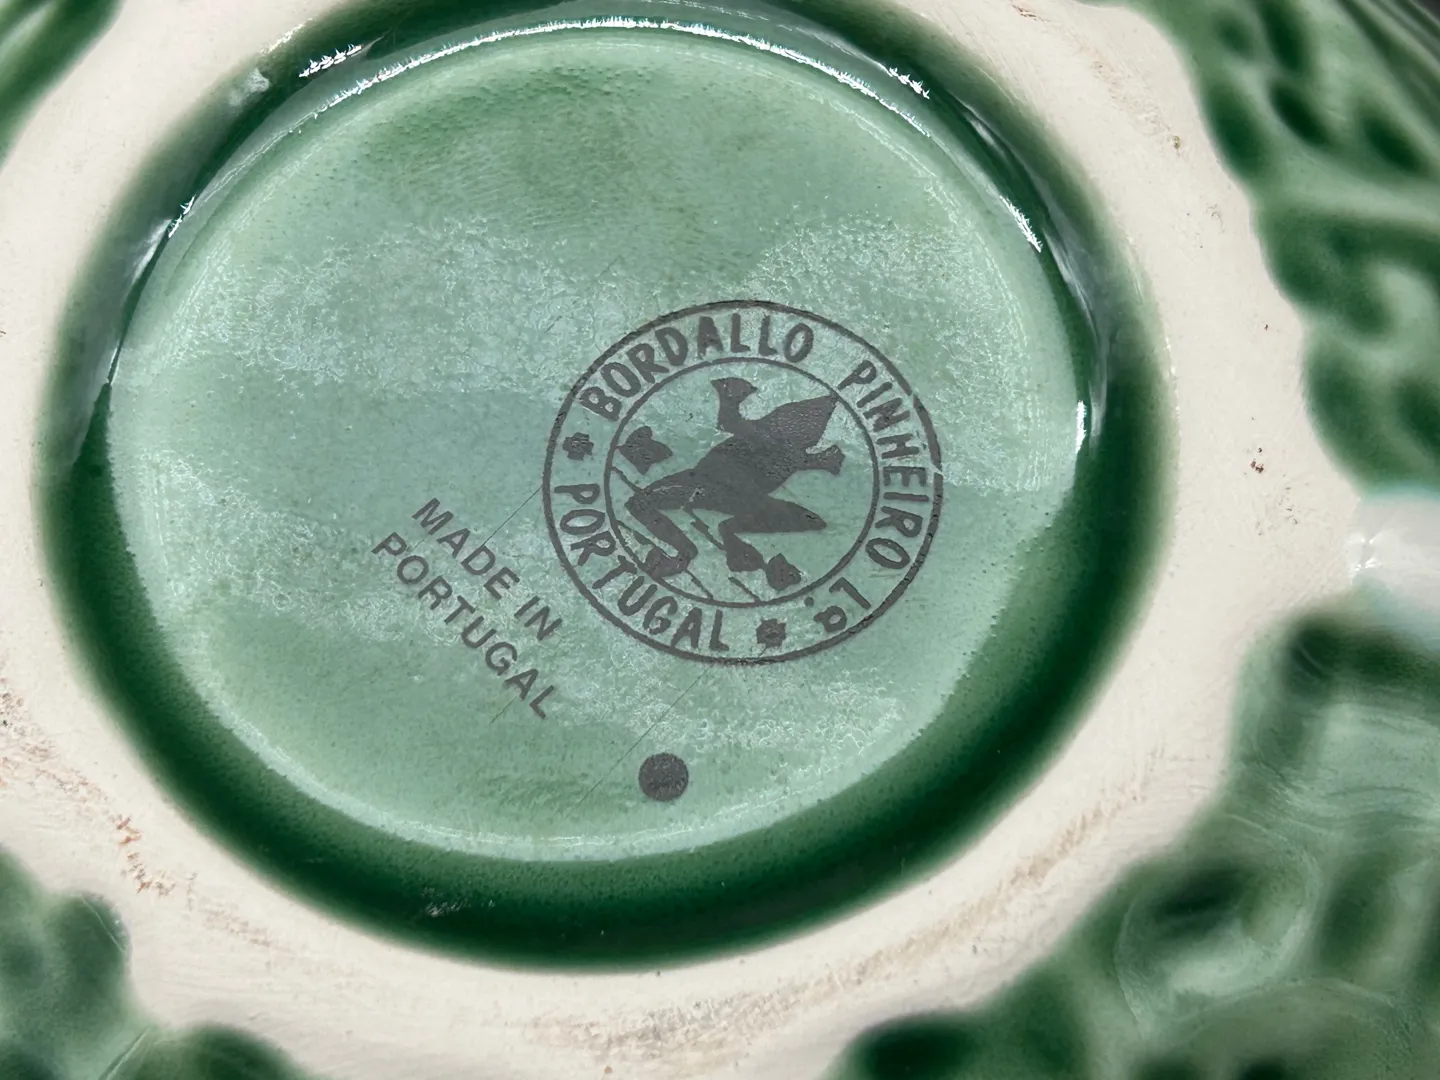 BORDALLO PINHEIRO Lª.
PORTUGAL
MADE IN
PORTUGAL